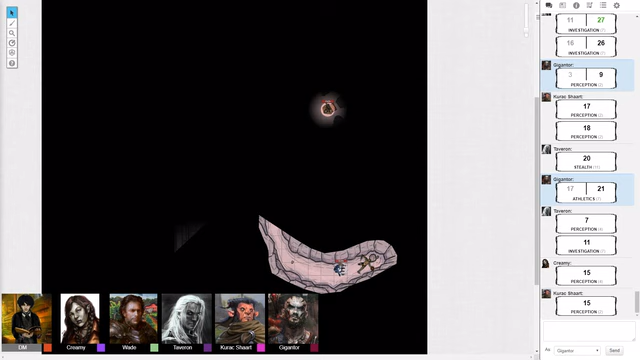 11 27
INVESTIGATION
16 26
INVESTIGATION
Gigantor:
3 9
PERCEPTION
Kurac Shaart:
17
PERCEPTION
18
PERCEPTION
Taveron:
20
STEALTH
Gigantor:
17 21
ATHLETICS
Taveron:
7
PERCEPTION
11
INVESTIGATION
Creamy:
15
PERCEPTION
Kurac Shaart:
15
PERCEPTION
DM Creamy Wade Taveron Kurac Shaart Gigantor
As Gigantor Send